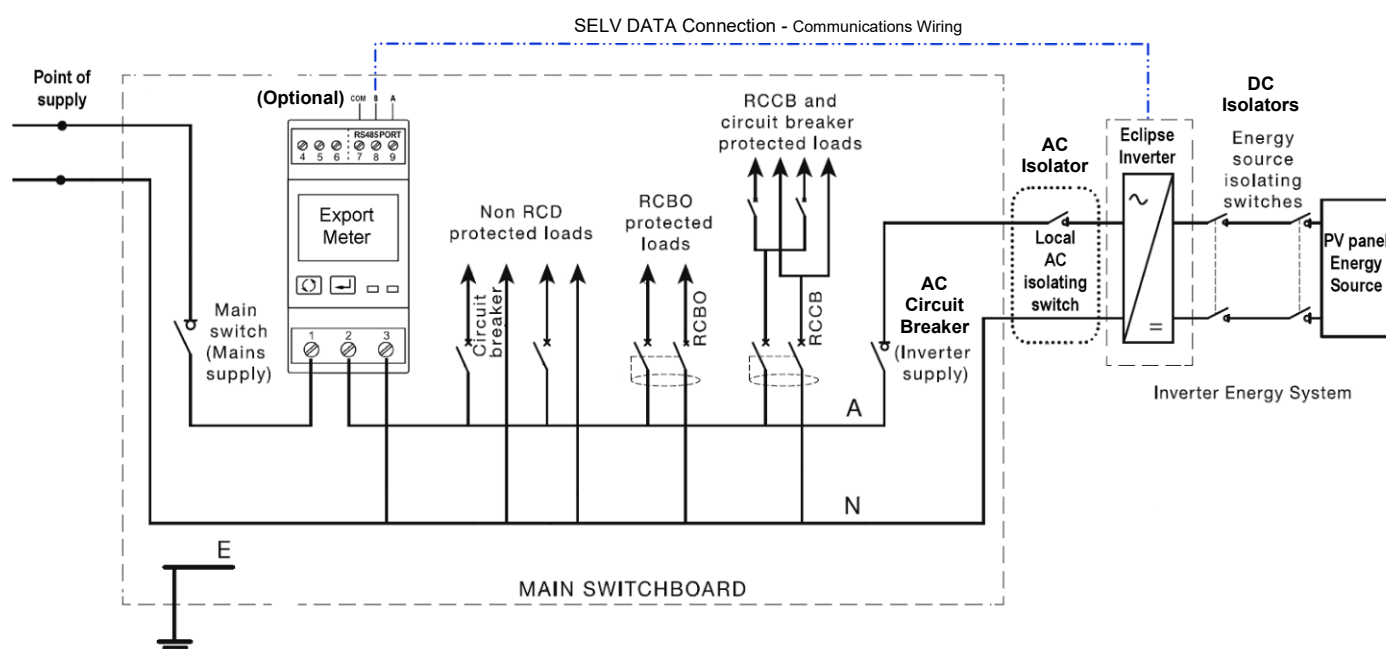 SELV DATA Connection - Communications Wiring
Point of
supply
(Optional)
COM B A
RS485 PORT
4 5 6 7 8 9
Export
Meter
1 2 3
Main
switch
(Mains
supply)
Non RCD
protected loads
Circuit
breaker
RCBO
protected
loads
RCBO
RCCB and
circuit breaker
protected loads
RCCB
AC
Circuit
Breaker
(Inverter
supply)
AC
Isolator
Local
AC
isolating
switch
Eclipse
Inverter
DC
Isolators
Energy
source
isolating
switches
PV panel
Energy
Source
Inverter Energy System
A
N
E
MAIN SWITCHBOARD